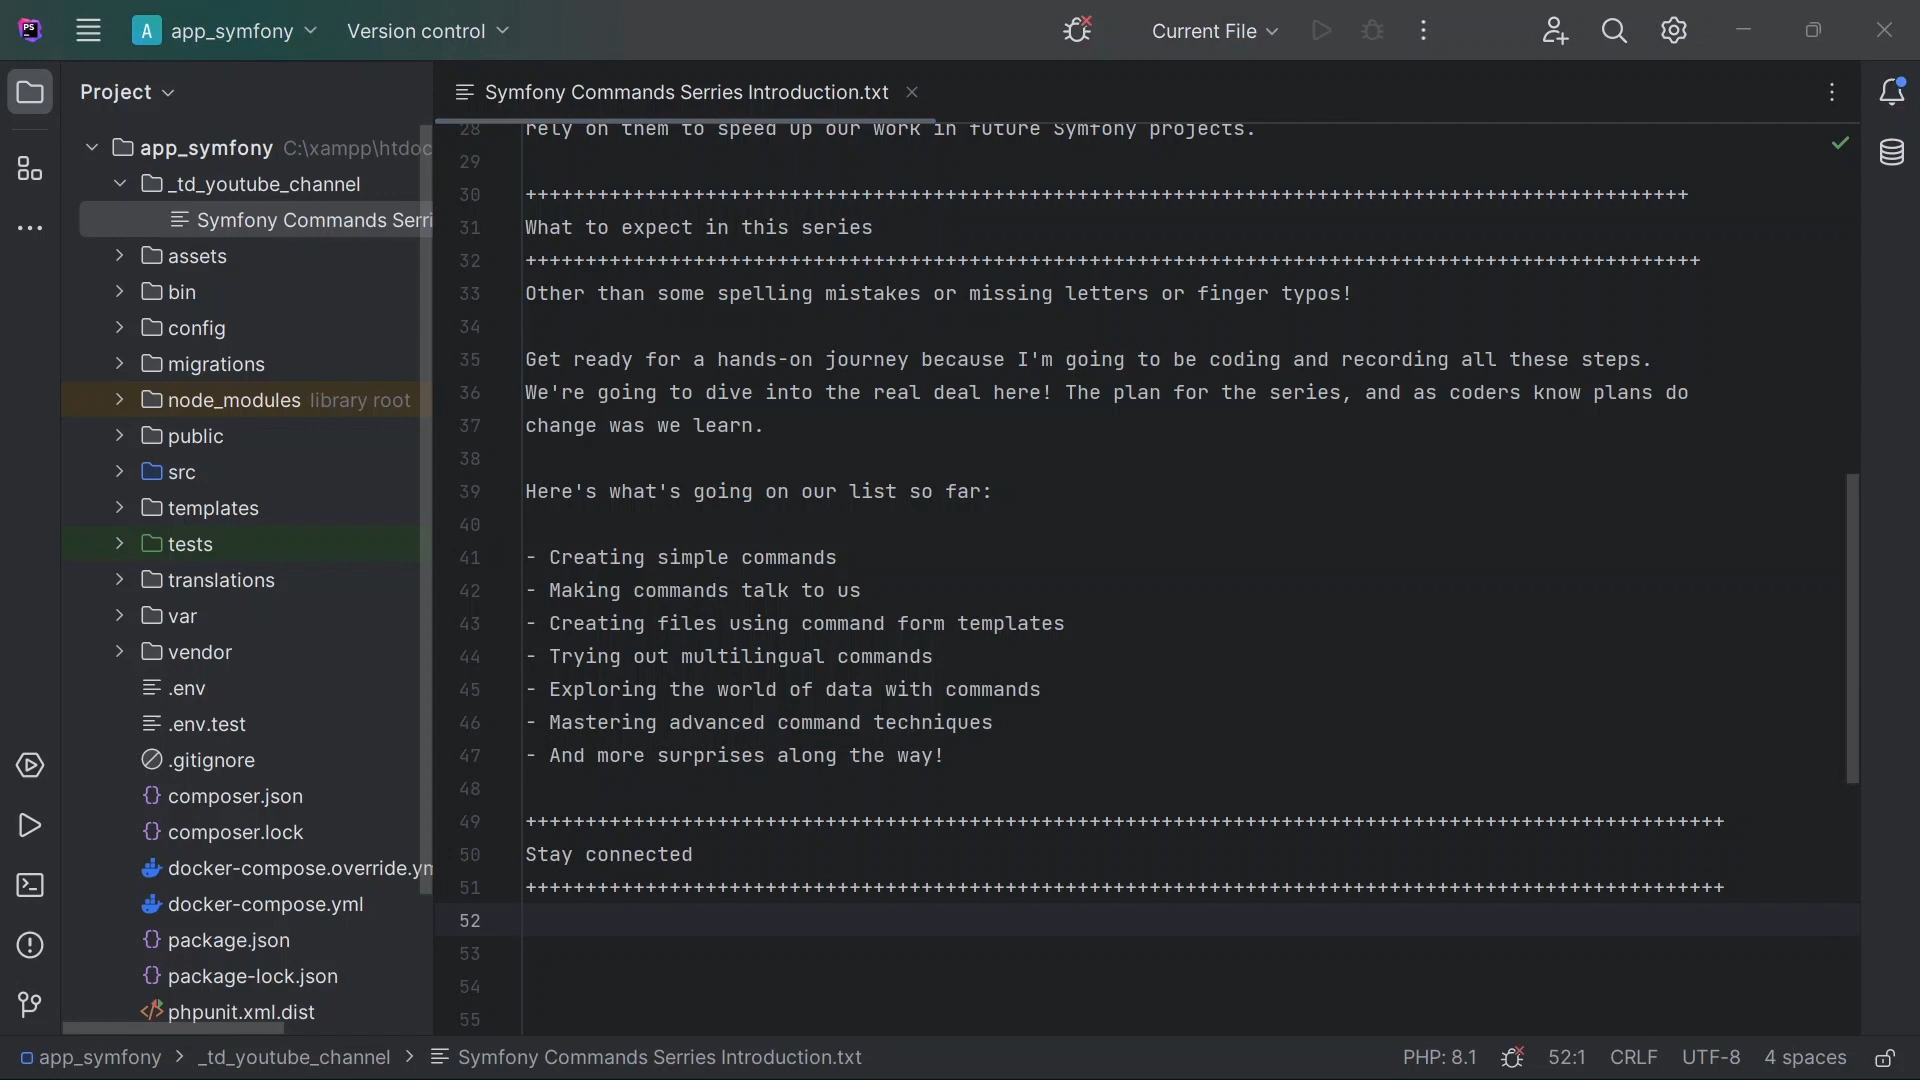 PS
A app_symfony Version control Current File
Project
Symfony Commands Serries Introduction.txt
app_symfony C:\xampp\htdoc
_td_youtube_channel
Symfony Commands Serri
assets
bin
config
migrations
node_modules library root
public
src
templates
tests
translations
var
vendor
.env
.env.test
.gitignore
composer.json
composer.lock
docker-compose.override.ym
docker-compose.yml
package.json
package-lock.json
phpunit.xml.dist
28 rely on them to speed up our work in future Symfony projects.
29
30 +++++++++++++++++++++++++++++++++++++++++++++++++++++++++++++++++++++++++++++++++++++++++++++++++
31 What to expect in this series
32 ++++++++++++++++++++++++++++++++++++++++++++++++++++++++++++++++++++++++++++++++++++++++++++++++++
33 Other than some spelling mistakes or missing letters or finger typos!
34
35 Get ready for a hands-on journey because I'm going to be coding and recording all these steps.
36 We're going to dive into the real deal here! The plan for the series, and as coders know plans do
37 change was we learn.
38
39 Here's what's going on our list so far:
40
41 - Creating simple commands
42 - Making commands talk to us
43 - Creating files using command form templates
44 - Trying out multilingual commands
45 - Exploring the world of data with commands
46 - Mastering advanced command techniques
47 - And more surprises along the way!
48
49 ++++++++++++++++++++++++++++++++++++++++++++++++++++++++++++++++++++++++++++++++++++++++++++++++++++
50 Stay connected
51 ++++++++++++++++++++++++++++++++++++++++++++++++++++++++++++++++++++++++++++++++++++++++++++++++++++
52
53
54
55
app_symfony > _td_youtube_channel > Symfony Commands Serries Introduction.txt
PHP: 8.1 52:1 CRLF UTF-8 4 spaces